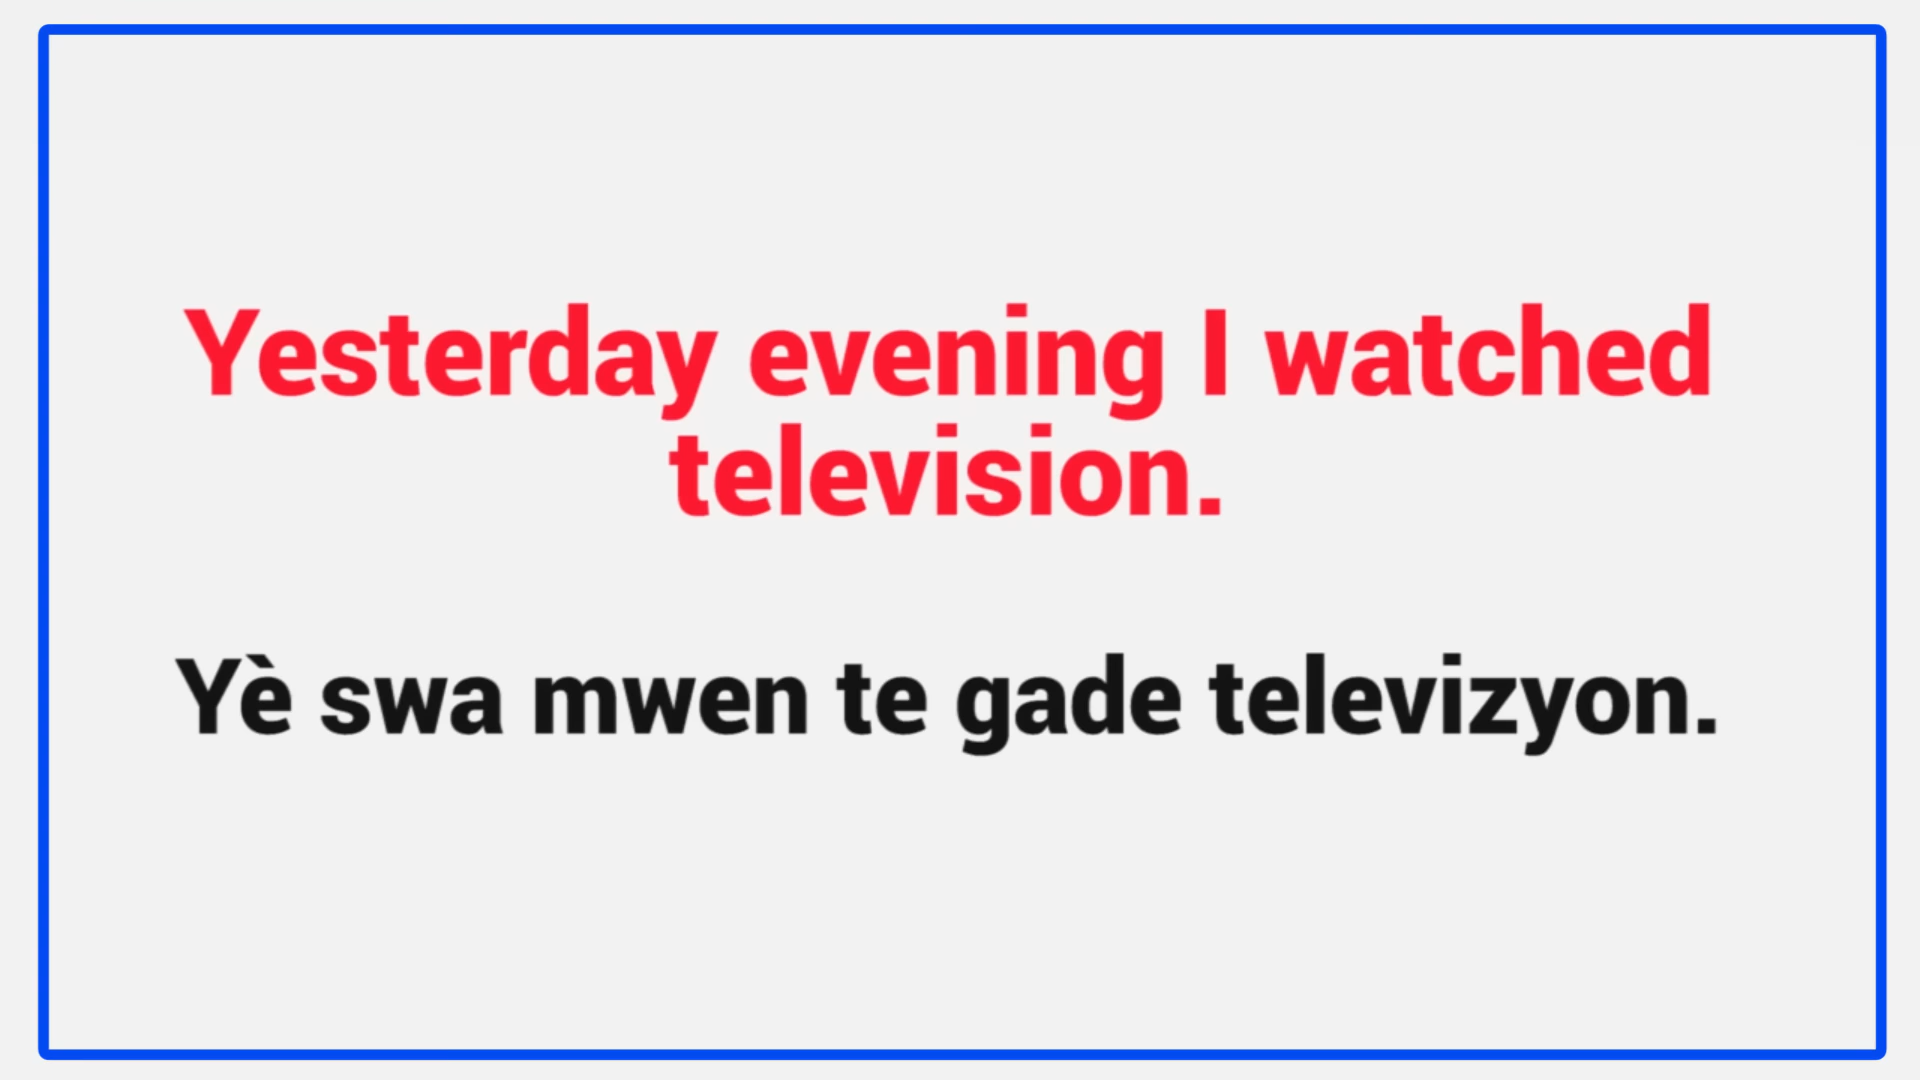 Yesterday evening I watched
television.
Yè swa mwen te gade televizyon.